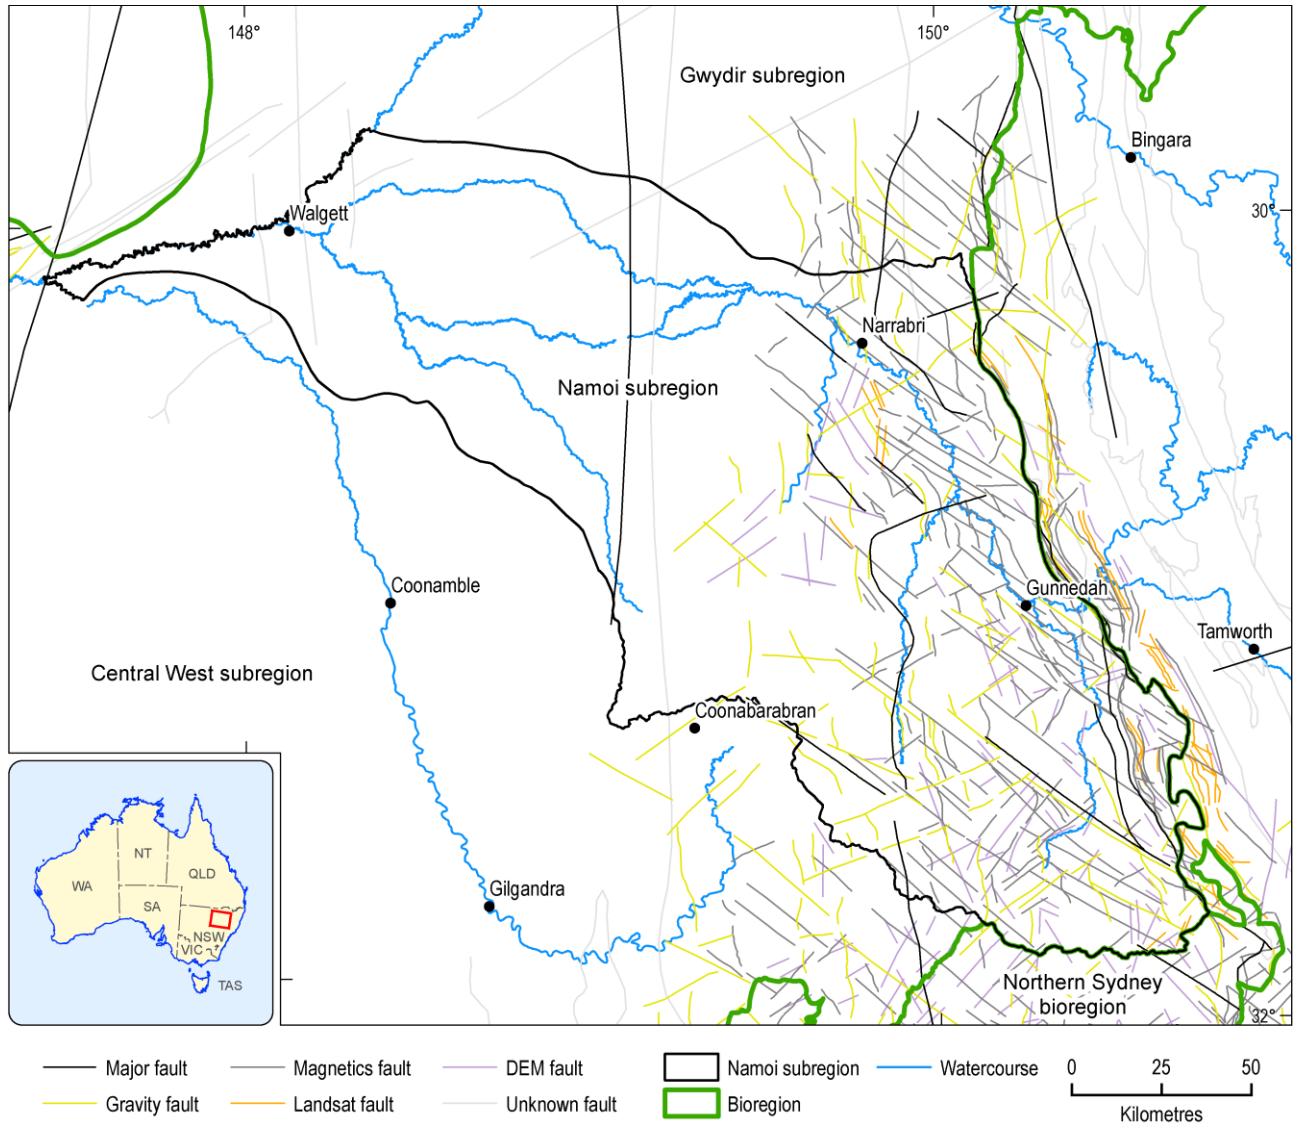 148°
150°
Gwydir subregion
Bingara
Walgett
30°
Narrabri
Namoi subregion
Coonamble
Gunnedah
Tamworth
Central West subregion
Coonabarabran
Gilgandra
Northern Sydney
bioregion
32°
NT
QLD
WA
SA
NSW
VIC
TAS
Major fault
Magnetics fault
DEM fault
Namoi subregion
Watercourse
Gravity fault
Landsat fault
Unknown fault
Bioregion
0 25 50
Kilometres